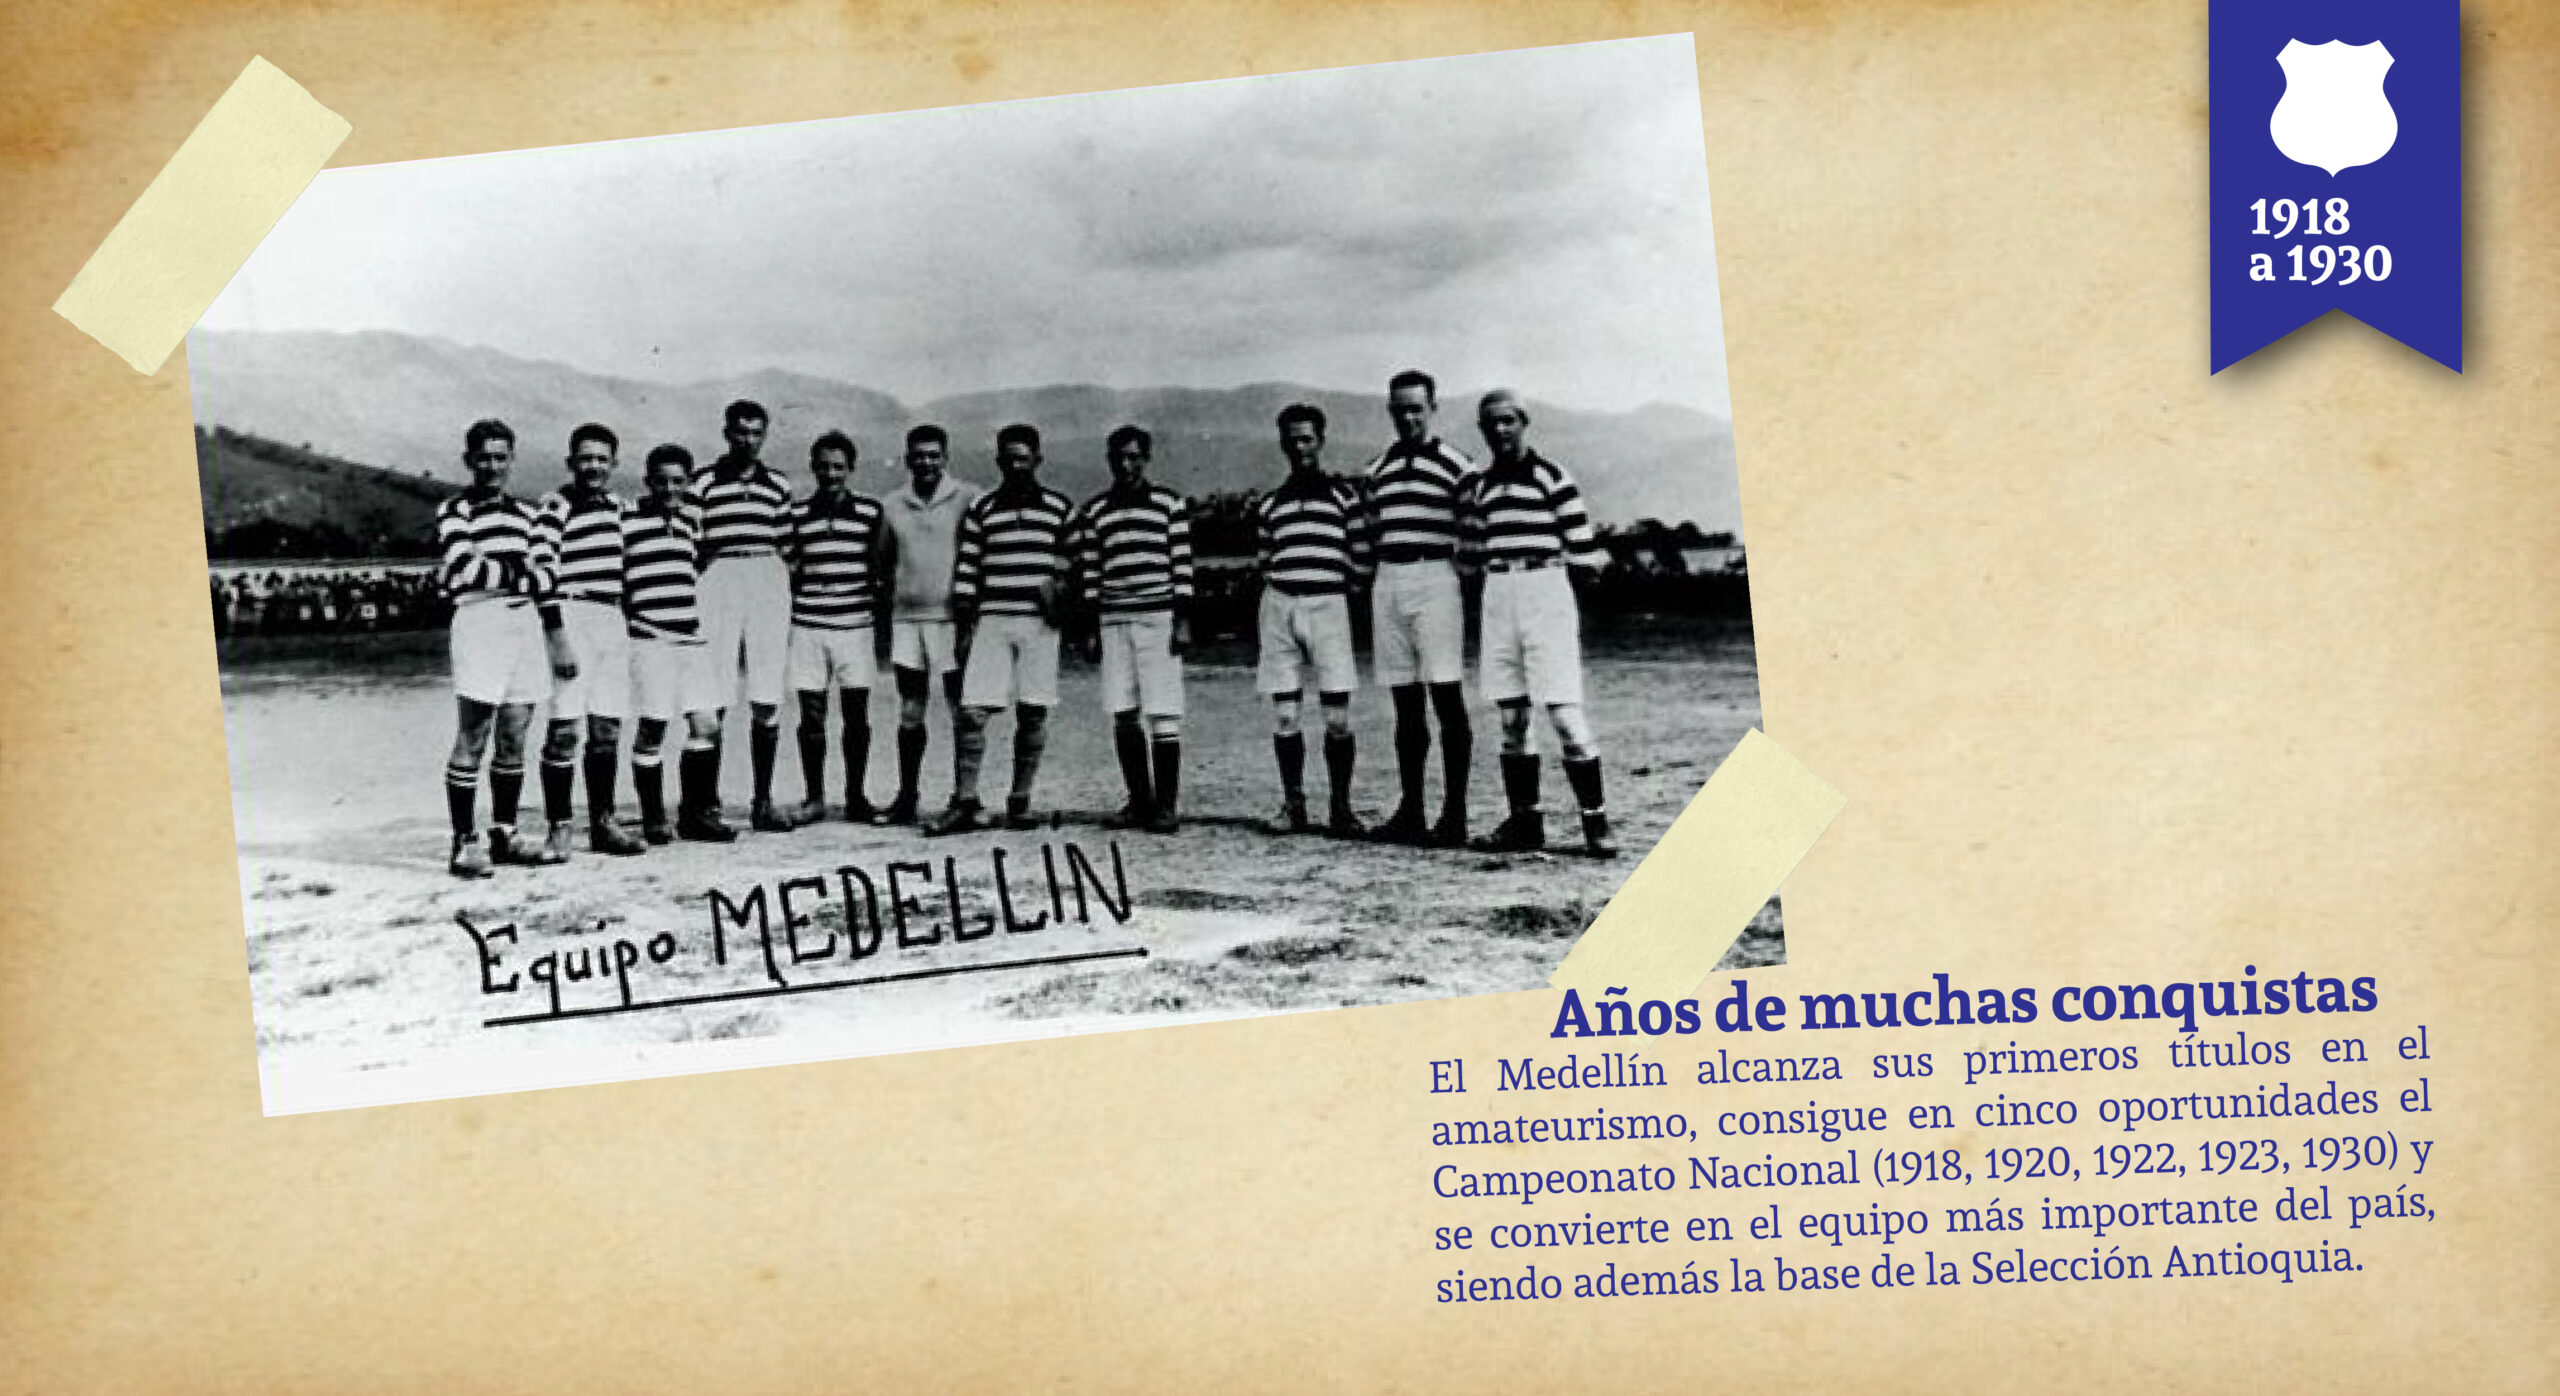 1918
a 1930
Equipo MEDELLIN
Años de muchas conquistas
El Medellín alcanza sus primeros títulos en el
amateurismo, consigue en cinco oportunidades el
Campeonato Nacional (1918, 1920, 1922, 1923, 1930) y
se convierte en el equipo más importante del país,
siendo además la base de la Selección Antioquia.